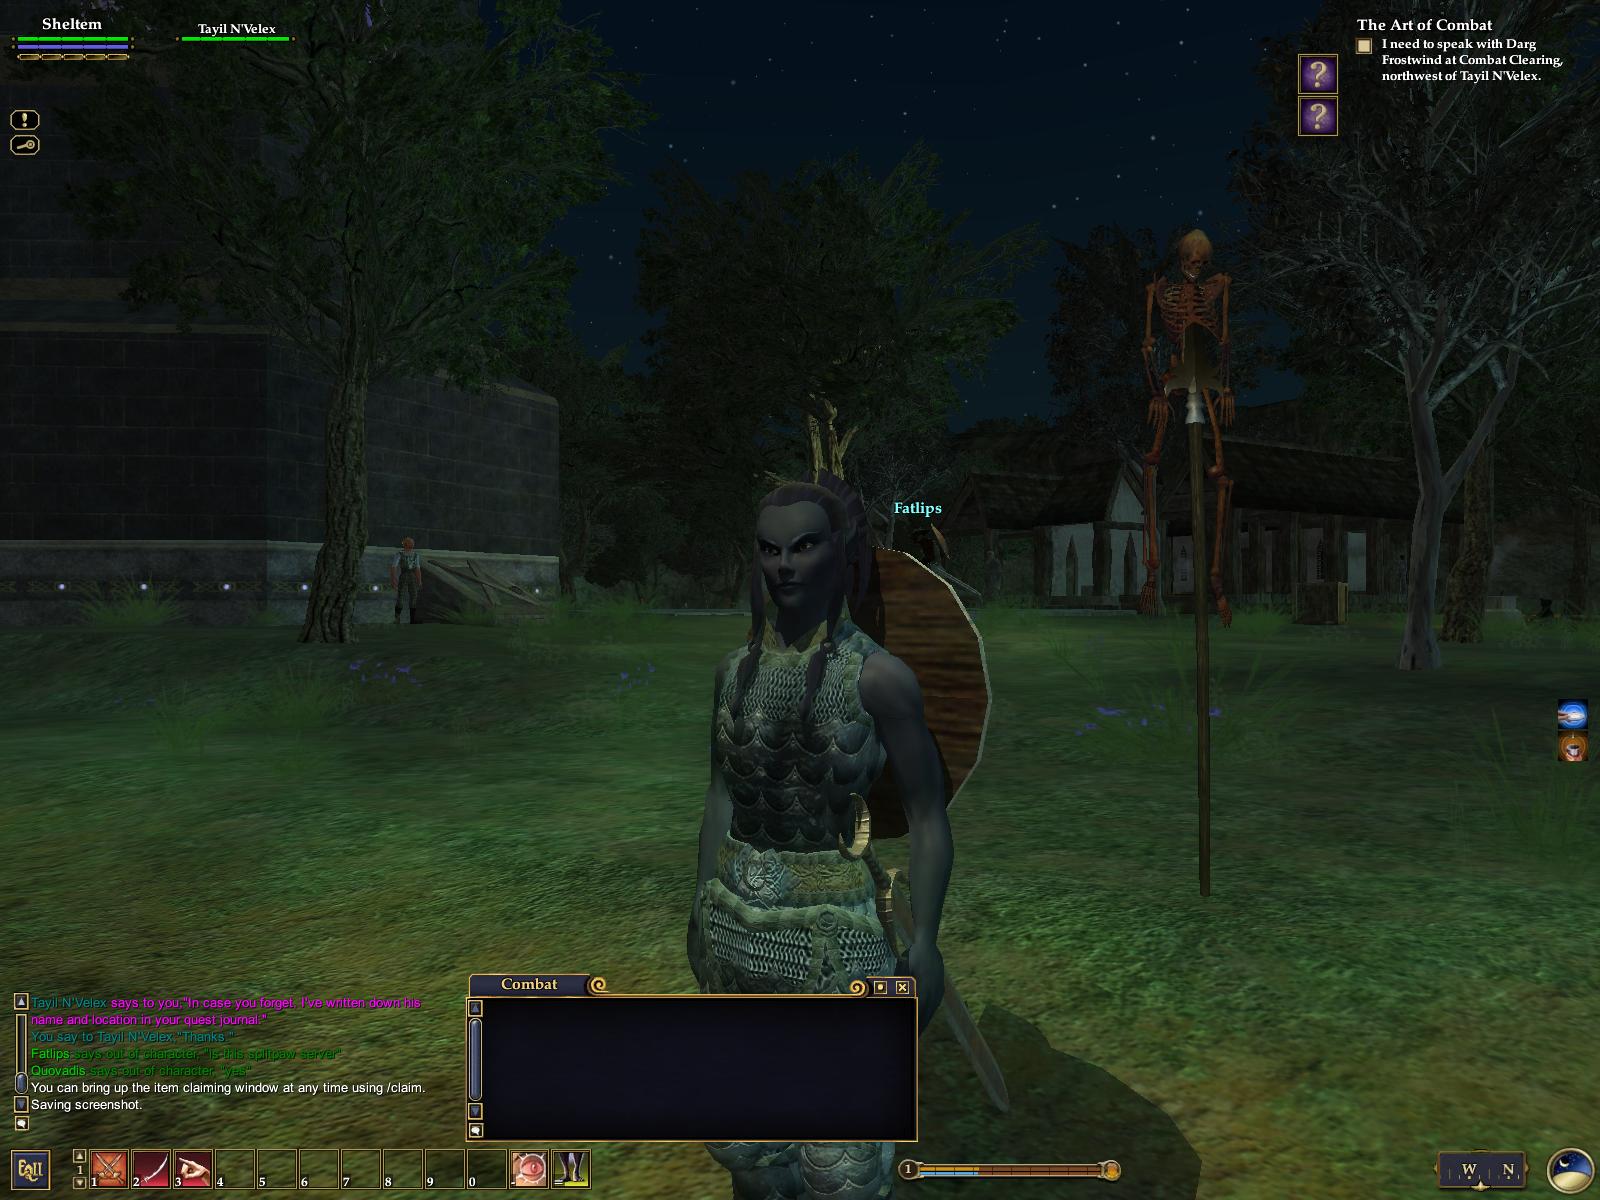 Sheltem
Tayil N'Velex
The Art of Combat
I need to speak with Darg
Frostwind at Combat Clearing,
northwest of Tayil N'Velex.
? 
?
Fatlips
Combat
Tayil N'Velex says to you,"In case you forget, I've written down his
name and location in your quest journal."
You say to Tayil N'Velex,"Thanks."
Fatlips says out of character, "is this splitpaw server"
Quovadis says out of character, "yes"
You can bring up the item claiming window at any time using /claim.
Saving screenshot.
EQII
1
1 2 3 4 5 6 7 8 9 0 - =
1
W N